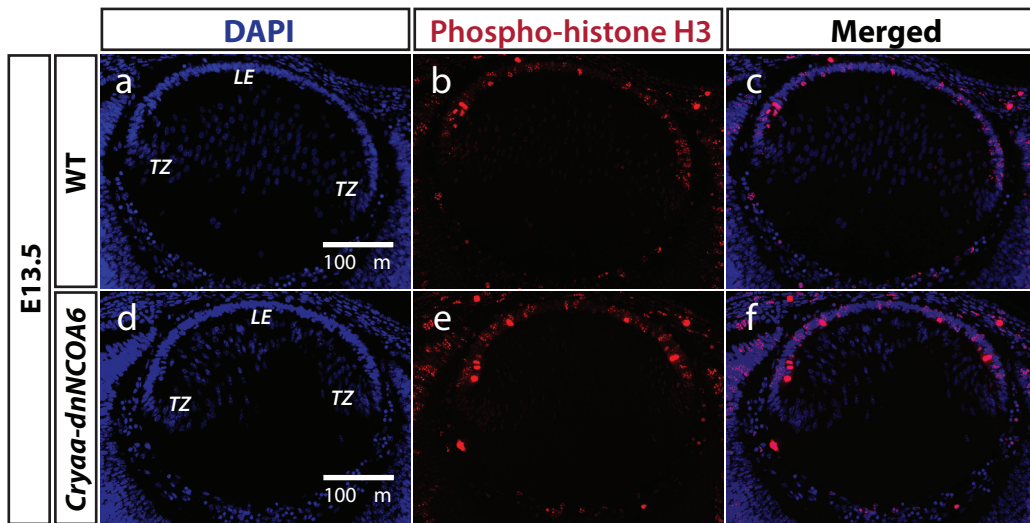 DAPI
Phospho-histone H3
Merged
E13.5
WT
a
LE
TZ
TZ
100 m
b
c
Cryaa-dnNCOA6
d
LE
TZ
TZ
100 m
e
f